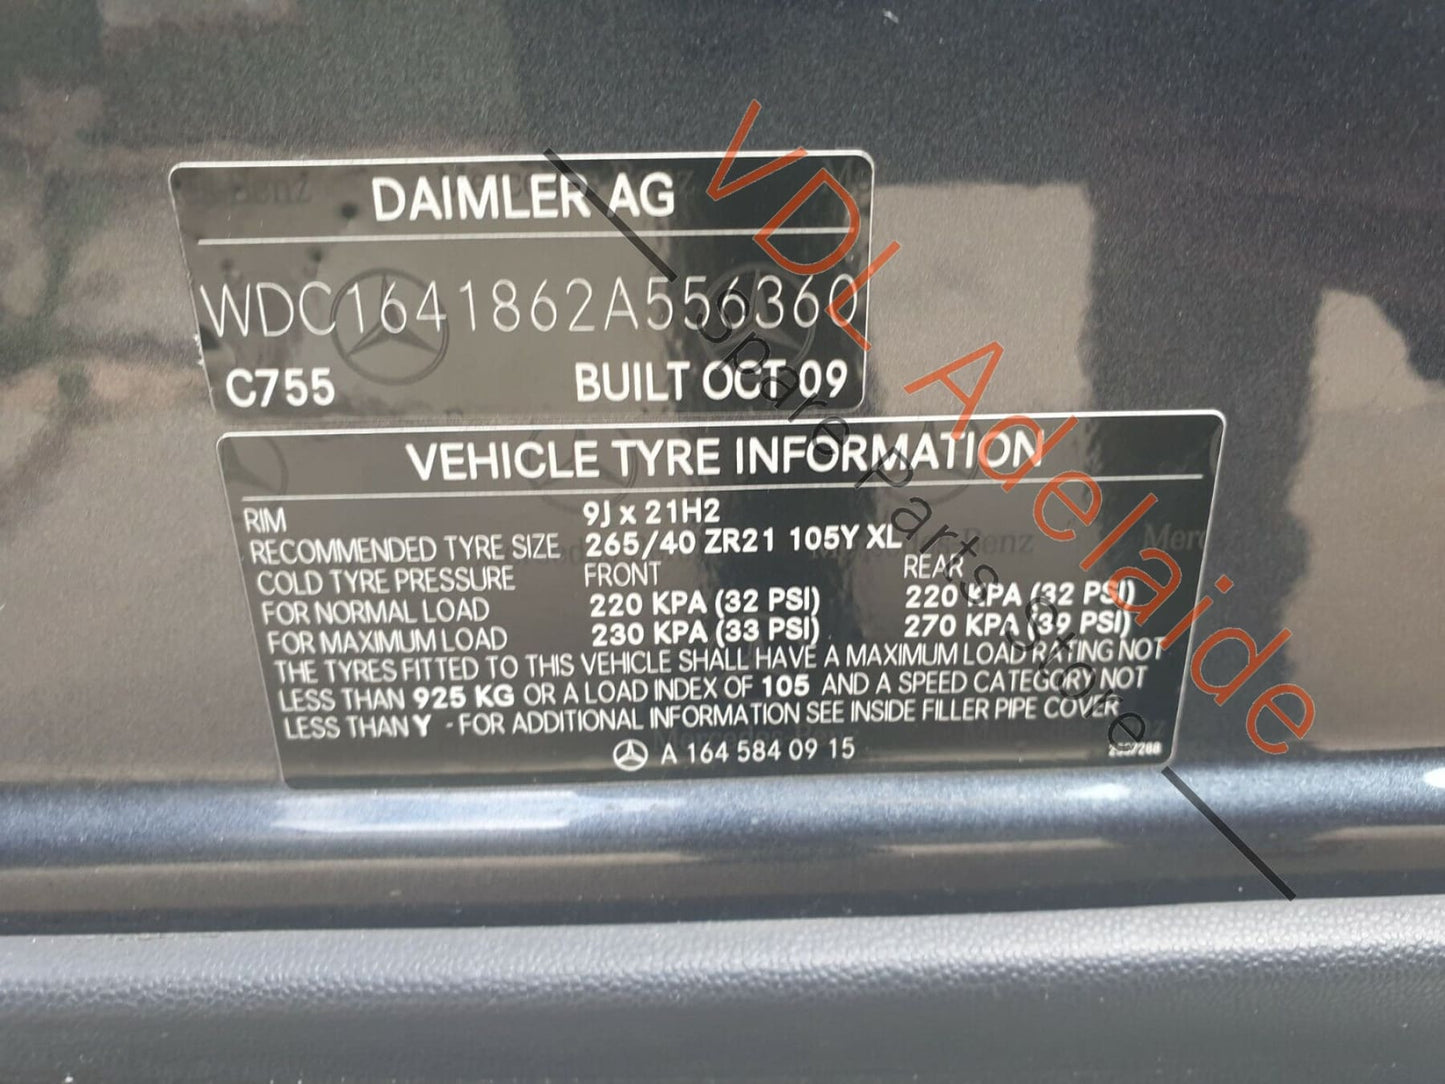 DAIMLER AG
WDC1641862A556360
C755 BUILT OCT 09
VEHICLE TYRE INFORMATION
RIM 9J x 21H2
RECOMMENDED TYRE SIZE 265/40 ZR21 105Y XL
COLD TYRE PRESSURE FRONT REAR
FOR NORMAL LOAD 220 KPA (32 PSI) 220 KPA (32 PSI)
FOR MAXIMUM LOAD 230 KPA (33 PSI) 270 KPA (39 PSI)
THE TYRES FITTED TO THIS VEHICLE SHALL HAVE A MAXIMUM LOAD RATING NOT
LESS THAN 925 KG OR A LOAD INDEX OF 105 AND A SPEED CATEGORY NOT
LESS THAN Y - FOR ADDITIONAL INFORMATION SEE INSIDE FILLER PIPE COVER
A 164 584 09 15
VDL Adelaide
Spare Parts Store